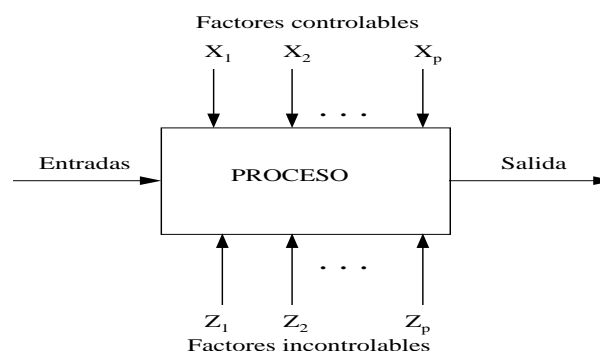 Factores controlables
X1 X2 Xp
. . .
Entradas PROCESO Salida
. . .
Z1 Z2 Zp
Factores incontrolables